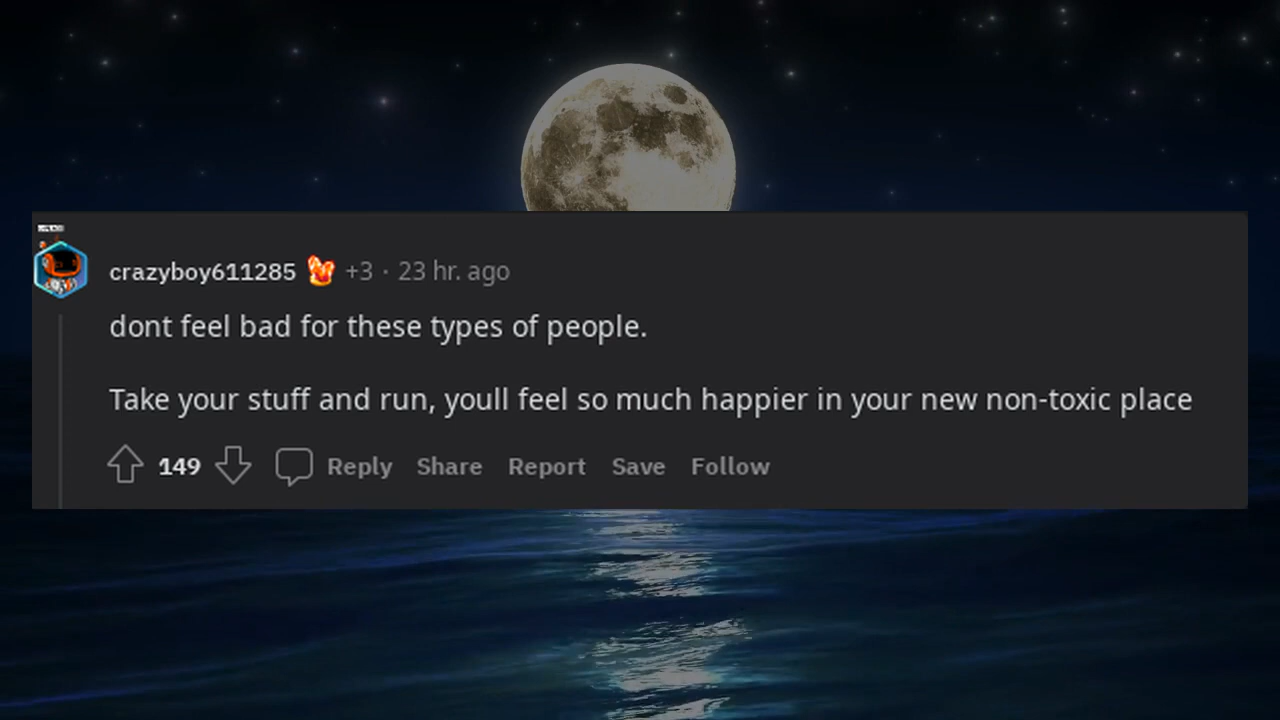 crazyboy611285 +3 · 23 hr. ago
dont feel bad for these types of people.
Take your stuff and run, youll feel so much happier in your new non-toxic place
149 Reply Share Report Save Follow